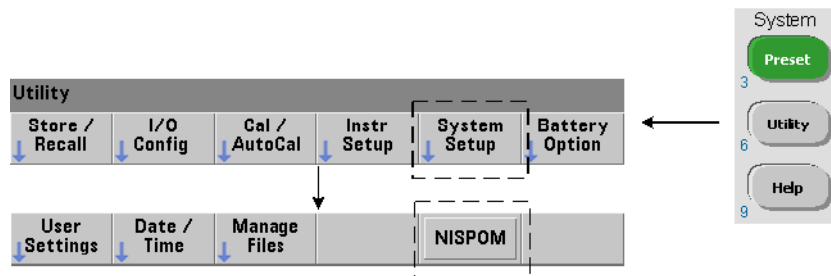 System
Preset
3
Utility
6
Help
9
Utility
Store / Recall
I/O Config
Cal / AutoCal
Instr Setup
System Setup
Battery Option
User Settings
Date / Time
Manage Files
NISPOM